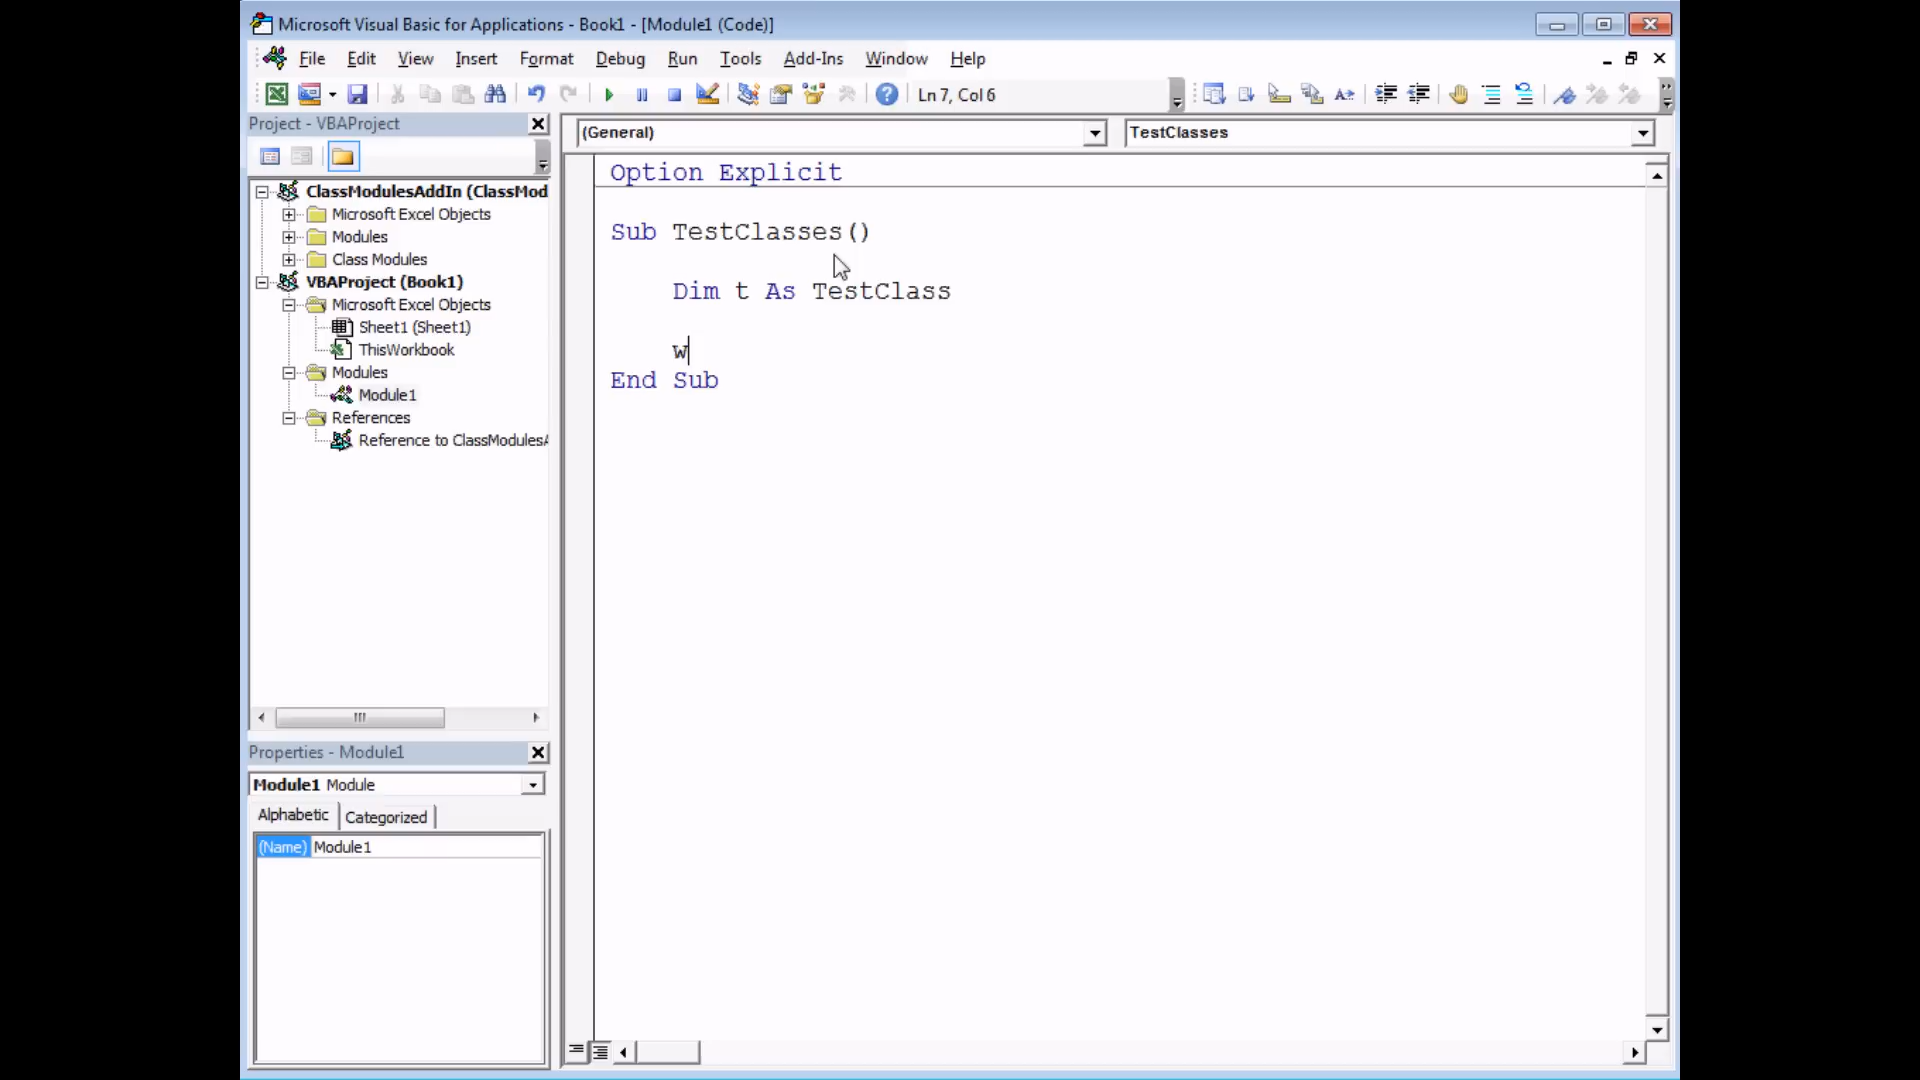 Microsoft Visual Basic for Applications - Book1 - [Module1 (Code)]
File Edit View Insert Format Debug Run Tools Add-Ins Window Help
Ln 7, Col 6
Project - VBAProject
(General)
TestClasses
ClassModulesAddIn (ClassMod
Microsoft Excel Objects
Modules
Class Modules
VBAProject (Book1)
Microsoft Excel Objects
Sheet1 (Sheet1)
ThisWorkbook
Modules
Module1
References
Reference to ClassModulesA
Option Explicit
Sub TestClasses()
Dim t As TestClass
w
End Sub
Properties - Module1
Module1 Module
Alphabetic Categorized
(Name) Module1